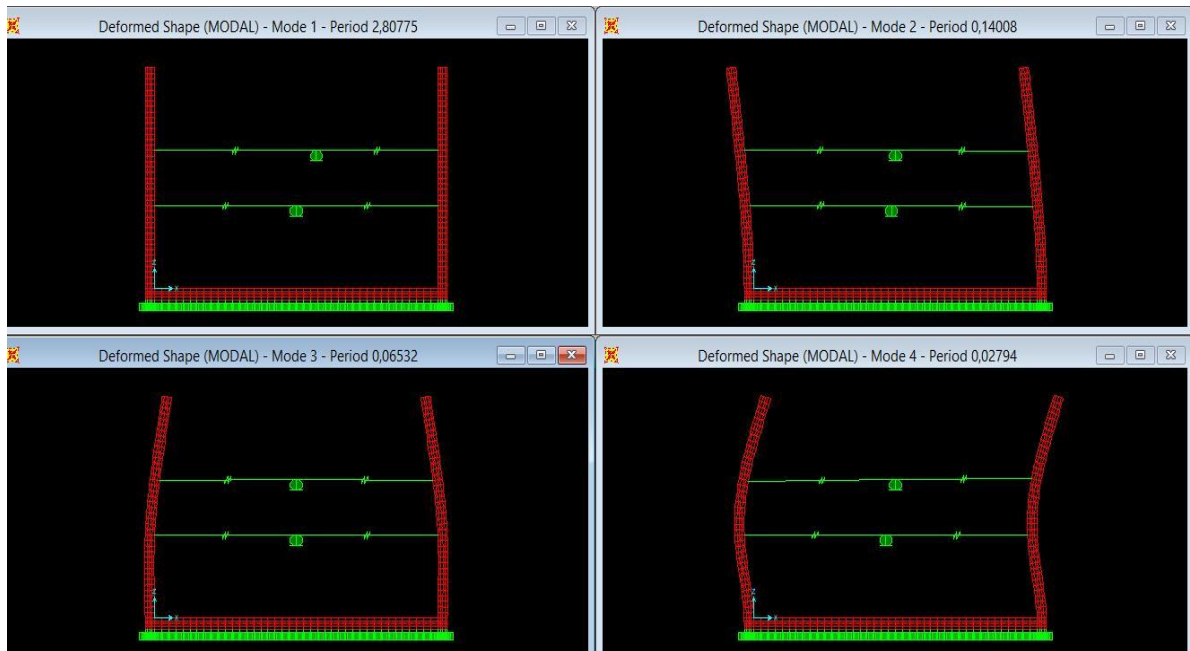 Deformed Shape (MODAL) - Mode 1 - Period 2,80775
Deformed Shape (MODAL) - Mode 2 - Period 0,14008
Z
X
Z
X
Deformed Shape (MODAL) - Mode 3 - Period 0,06532
Deformed Shape (MODAL) - Mode 4 - Period 0,02794
Z
X
Z
X